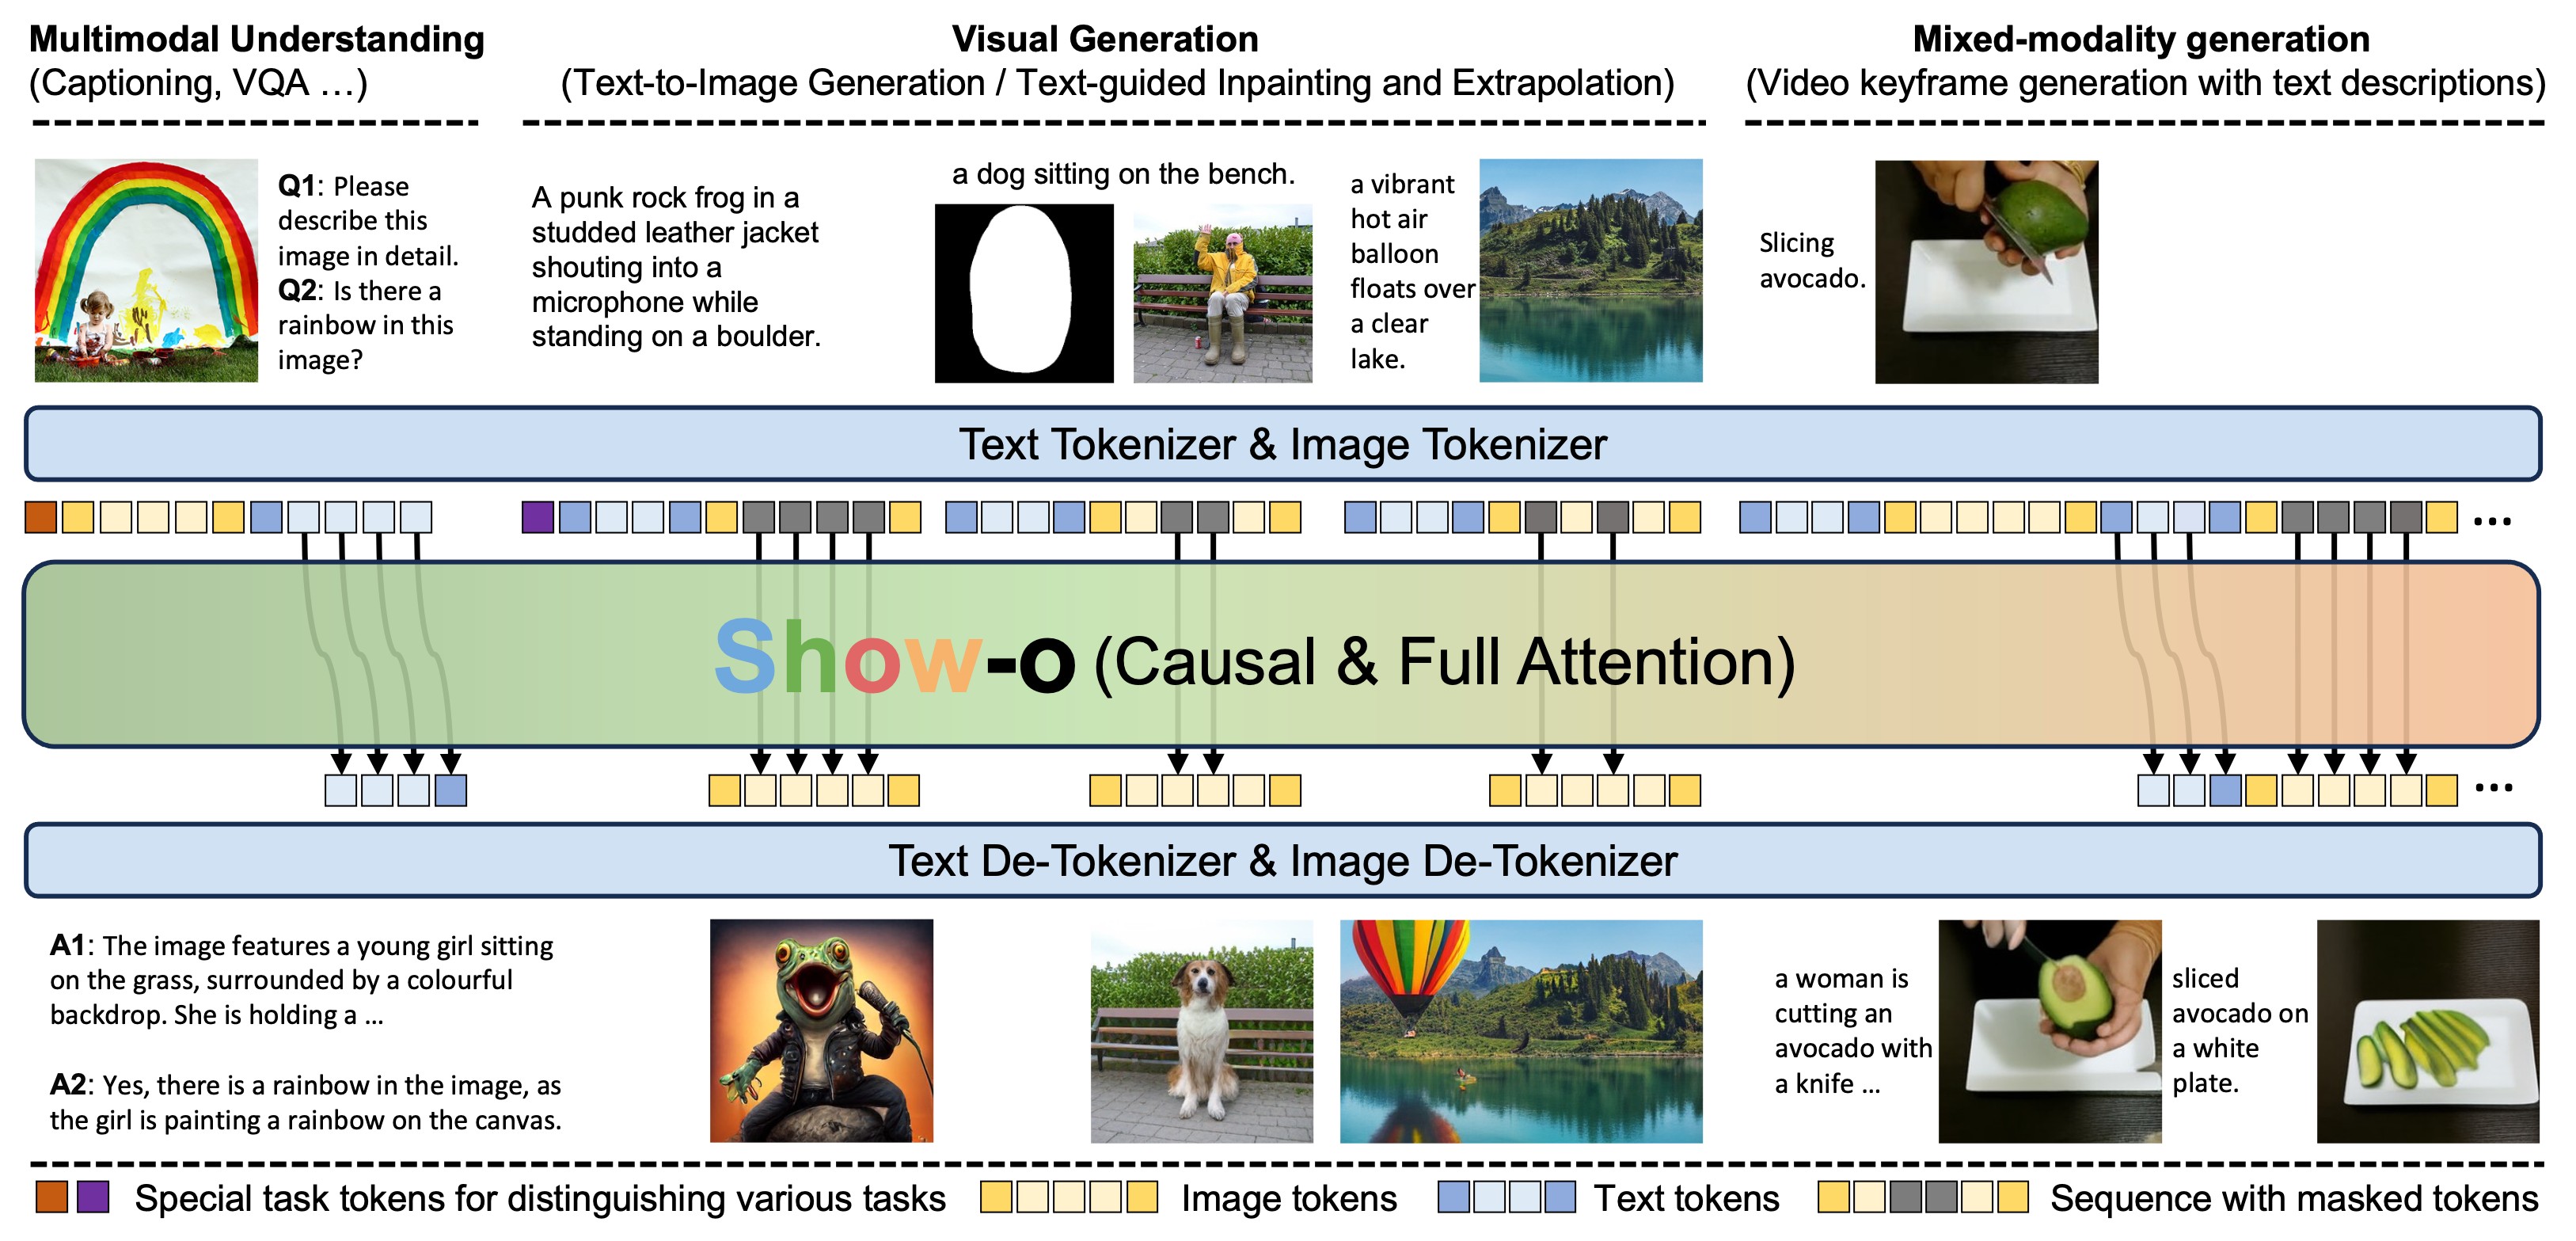 Multimodal Understanding
(Captioning, VQA …)
Visual Generation
(Text-to-Image Generation / Text-guided Inpainting and Extrapolation)
Mixed-modality generation
(Video keyframe generation with text descriptions)
Q1: Please
describe this
image in detail.
Q2: Is there a
rainbow in this
image?
A punk rock frog in a
studded leather jacket
shouting into a
microphone while
standing on a boulder.
a dog sitting on the bench.
a vibrant
hot air
balloon
floats over
a clear
lake.
Slicing
avocado.
Text Tokenizer & Image Tokenizer
...
Show-o (Causal & Full Attention)
...
Text De-Tokenizer & Image De-Tokenizer
A1: The image features a young girl sitting
on the grass, surrounded by a colourful
backdrop. She is holding a ...
A2: Yes, there is a rainbow in the image, as
the girl is painting a rainbow on the canvas.
a woman is
cutting an
avocado with
a knife ...
sliced
avocado on
a white
plate.
Special task tokens for distinguishing various tasks
Image tokens
Text tokens
Sequence with masked tokens